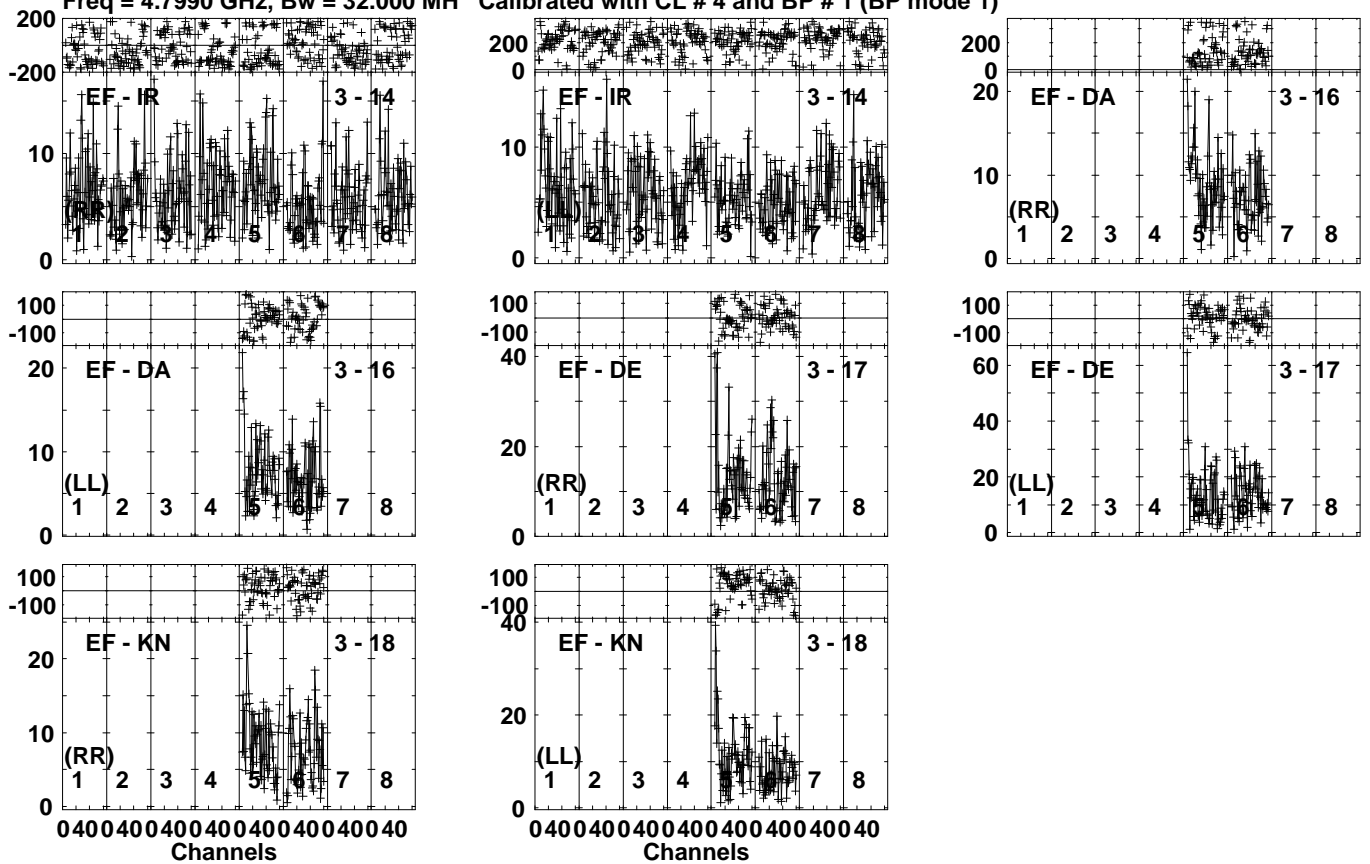 Freq = 4.7990 GHz, Bw = 32.000 MH Calibrated with CL # 4 and BP # 1 (BP mode 1)
200
-200
EF - IR 3 - 14
10
(RR)
1 2 3 4 5 6 7 8
0
200
0
EF - IR 3 - 14
10
(LL)
1 2 3 4 5 6 7 8
0
200
0
20
EF - DA 3 - 16
10
(RR)
1 2 3 4 5 6 7 8
0
100
-100
20
EF - DA 3 - 16
10
(LL)
1 2 3 4 5 6 7 8
0
100
-100
40
EF - DE 3 - 17
20
(RR)
1 2 3 4 5 6 7 8
0
100
-100
60
EF - DE 3 - 17
40
20
(LL)
1 2 3 4 5 6 7 8
0
100
-100
EF - KN 3 - 18
20
10
(RR)
1 2 3 4 5 6 7 8
0
0 40 0 40 0 40 0 40 0 40 0 40 0 40 0 40
Channels
100
-100
40
EF - KN 3 - 18
20
(LL)
1 2 3 4 5 6 7 8
0
0 40 0 40 0 40 0 40 0 40 0 40 0 40 0 40
Channels